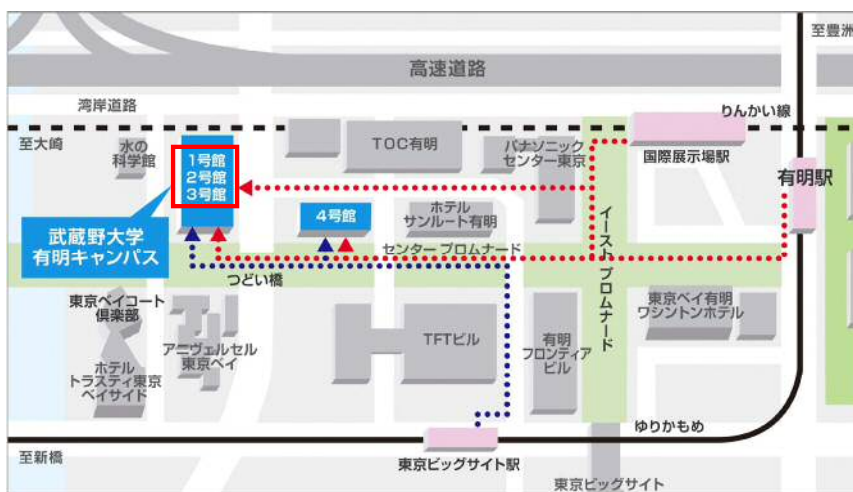 至豊洲
高速道路
湾岸道路
りんかい線
至大崎
水の
科学館
1号館
2号館
3号館
TOC有明
パナソニック
センター東京
国際展示場駅
有明駅
武蔵野大学
有明キャンパス
4号館
ホテル
サンルート有明
センター プロムナード
イースト プロムナード
つどい橋
東京ベイコート
倶楽部
アニヴェルセル
東京ベイ
ホテル
トラスティ東京
ベイサイド
TFTビル
有明
フロンティア
ビル
東京ベイ有明
ワシントンホテル
ゆりかもめ
至新橋
東京ビッグサイト駅
東京ビッグサイト